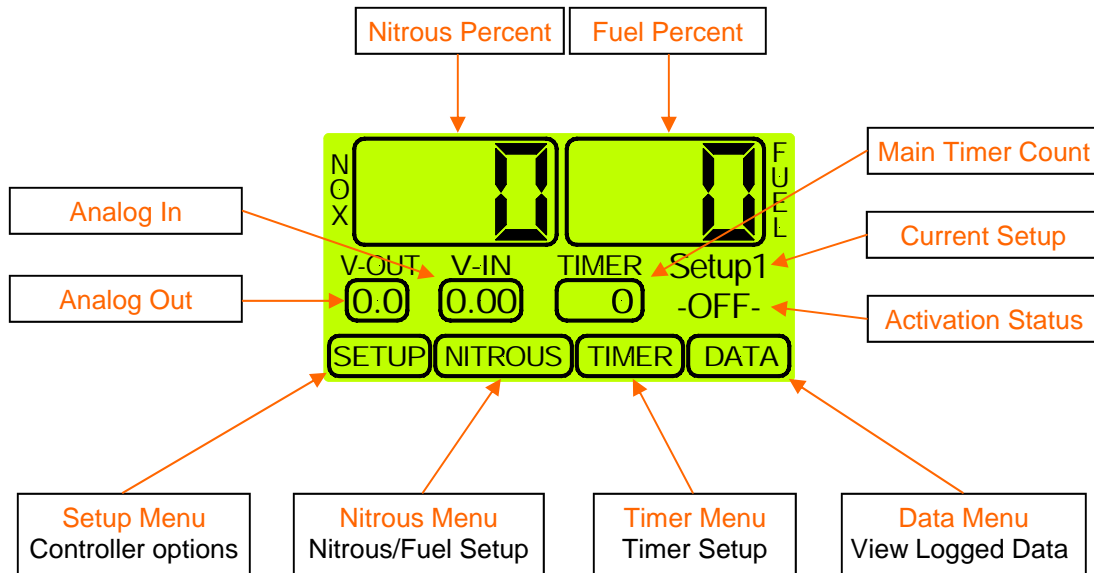 Nitrous Percent
Fuel Percent
NOX
0
0
FUEL
Main Timer Count
Analog In
Current Setup
V-OUT
V-IN
TIMER
Setup1
Analog Out
0.0
0.00
0
-OFF-
Activation Status
SETUP
NITROUS
TIMER
DATA
Setup Menu
Controller options
Nitrous Menu
Nitrous/Fuel Setup
Timer Menu
Timer Setup
Data Menu
View Logged Data